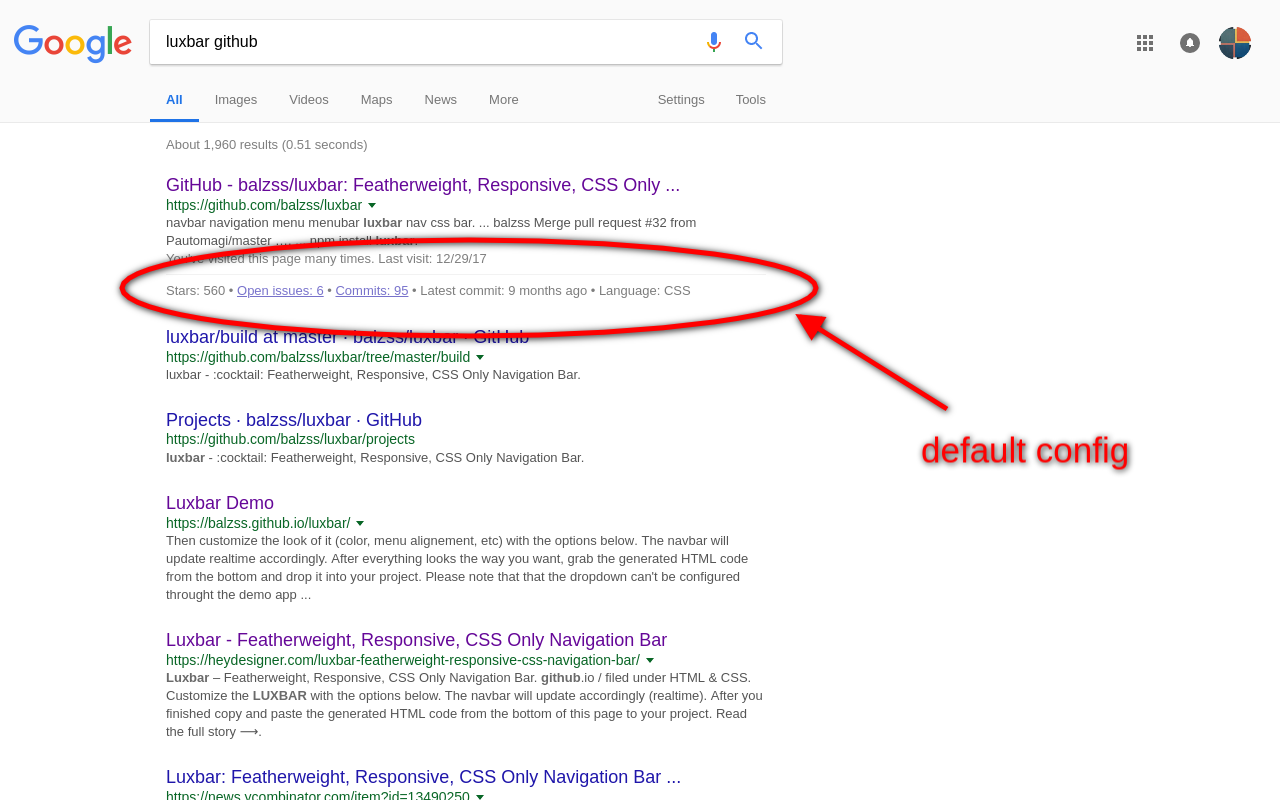 Google
luxbar github
All Images Videos Maps News More Settings Tools
About 1,960 results (0.51 seconds)
GitHub - balzss/luxbar: Featherweight, Responsive, CSS Only ...
https://github.com/balzss/luxbar
navbar navigation menu menubar luxbar nav css bar. ... balzss Merge pull request #32 from
Pautomagi/master ... ... npm install luxbar.
You've visited this page many times. Last visit: 12/29/17
Stars: 560 • Open issues: 6 • Commits: 95 • Latest commit: 9 months ago • Language: CSS
luxbar/build at master · balzss/luxbar · GitHub
https://github.com/balzss/luxbar/tree/master/build
luxbar - :cocktail: Featherweight, Responsive, CSS Only Navigation Bar.
Projects · balzss/luxbar · GitHub
https://github.com/balzss/luxbar/projects
luxbar - :cocktail: Featherweight, Responsive, CSS Only Navigation Bar.
default config
Luxbar Demo
https://balzss.github.io/luxbar/
Then customize the look of it (color, menu alignement, etc) with the options below. The navbar will
update realtime accordingly. After everything looks the way you want, grab the generated HTML code
from the bottom and drop it into your project. Please note that that the dropdown can't be configured
throught the demo app ...
Luxbar - Featherweight, Responsive, CSS Only Navigation Bar
https://heydesigner.com/luxbar-featherweight-responsive-css-navigation-bar/
Luxbar – Featherweight, Responsive, CSS Only Navigation Bar. github.io / filed under HTML & CSS.
Customize the LUXBAR with the options below. The navbar will update accordingly (realtime). After you
finished copy and paste the generated HTML code from the bottom of this page to your project. Read
the full story ⟶.
Luxbar: Featherweight, Responsive, CSS Only Navigation Bar ...
https://news.ycombinator.com/item?id=13490250